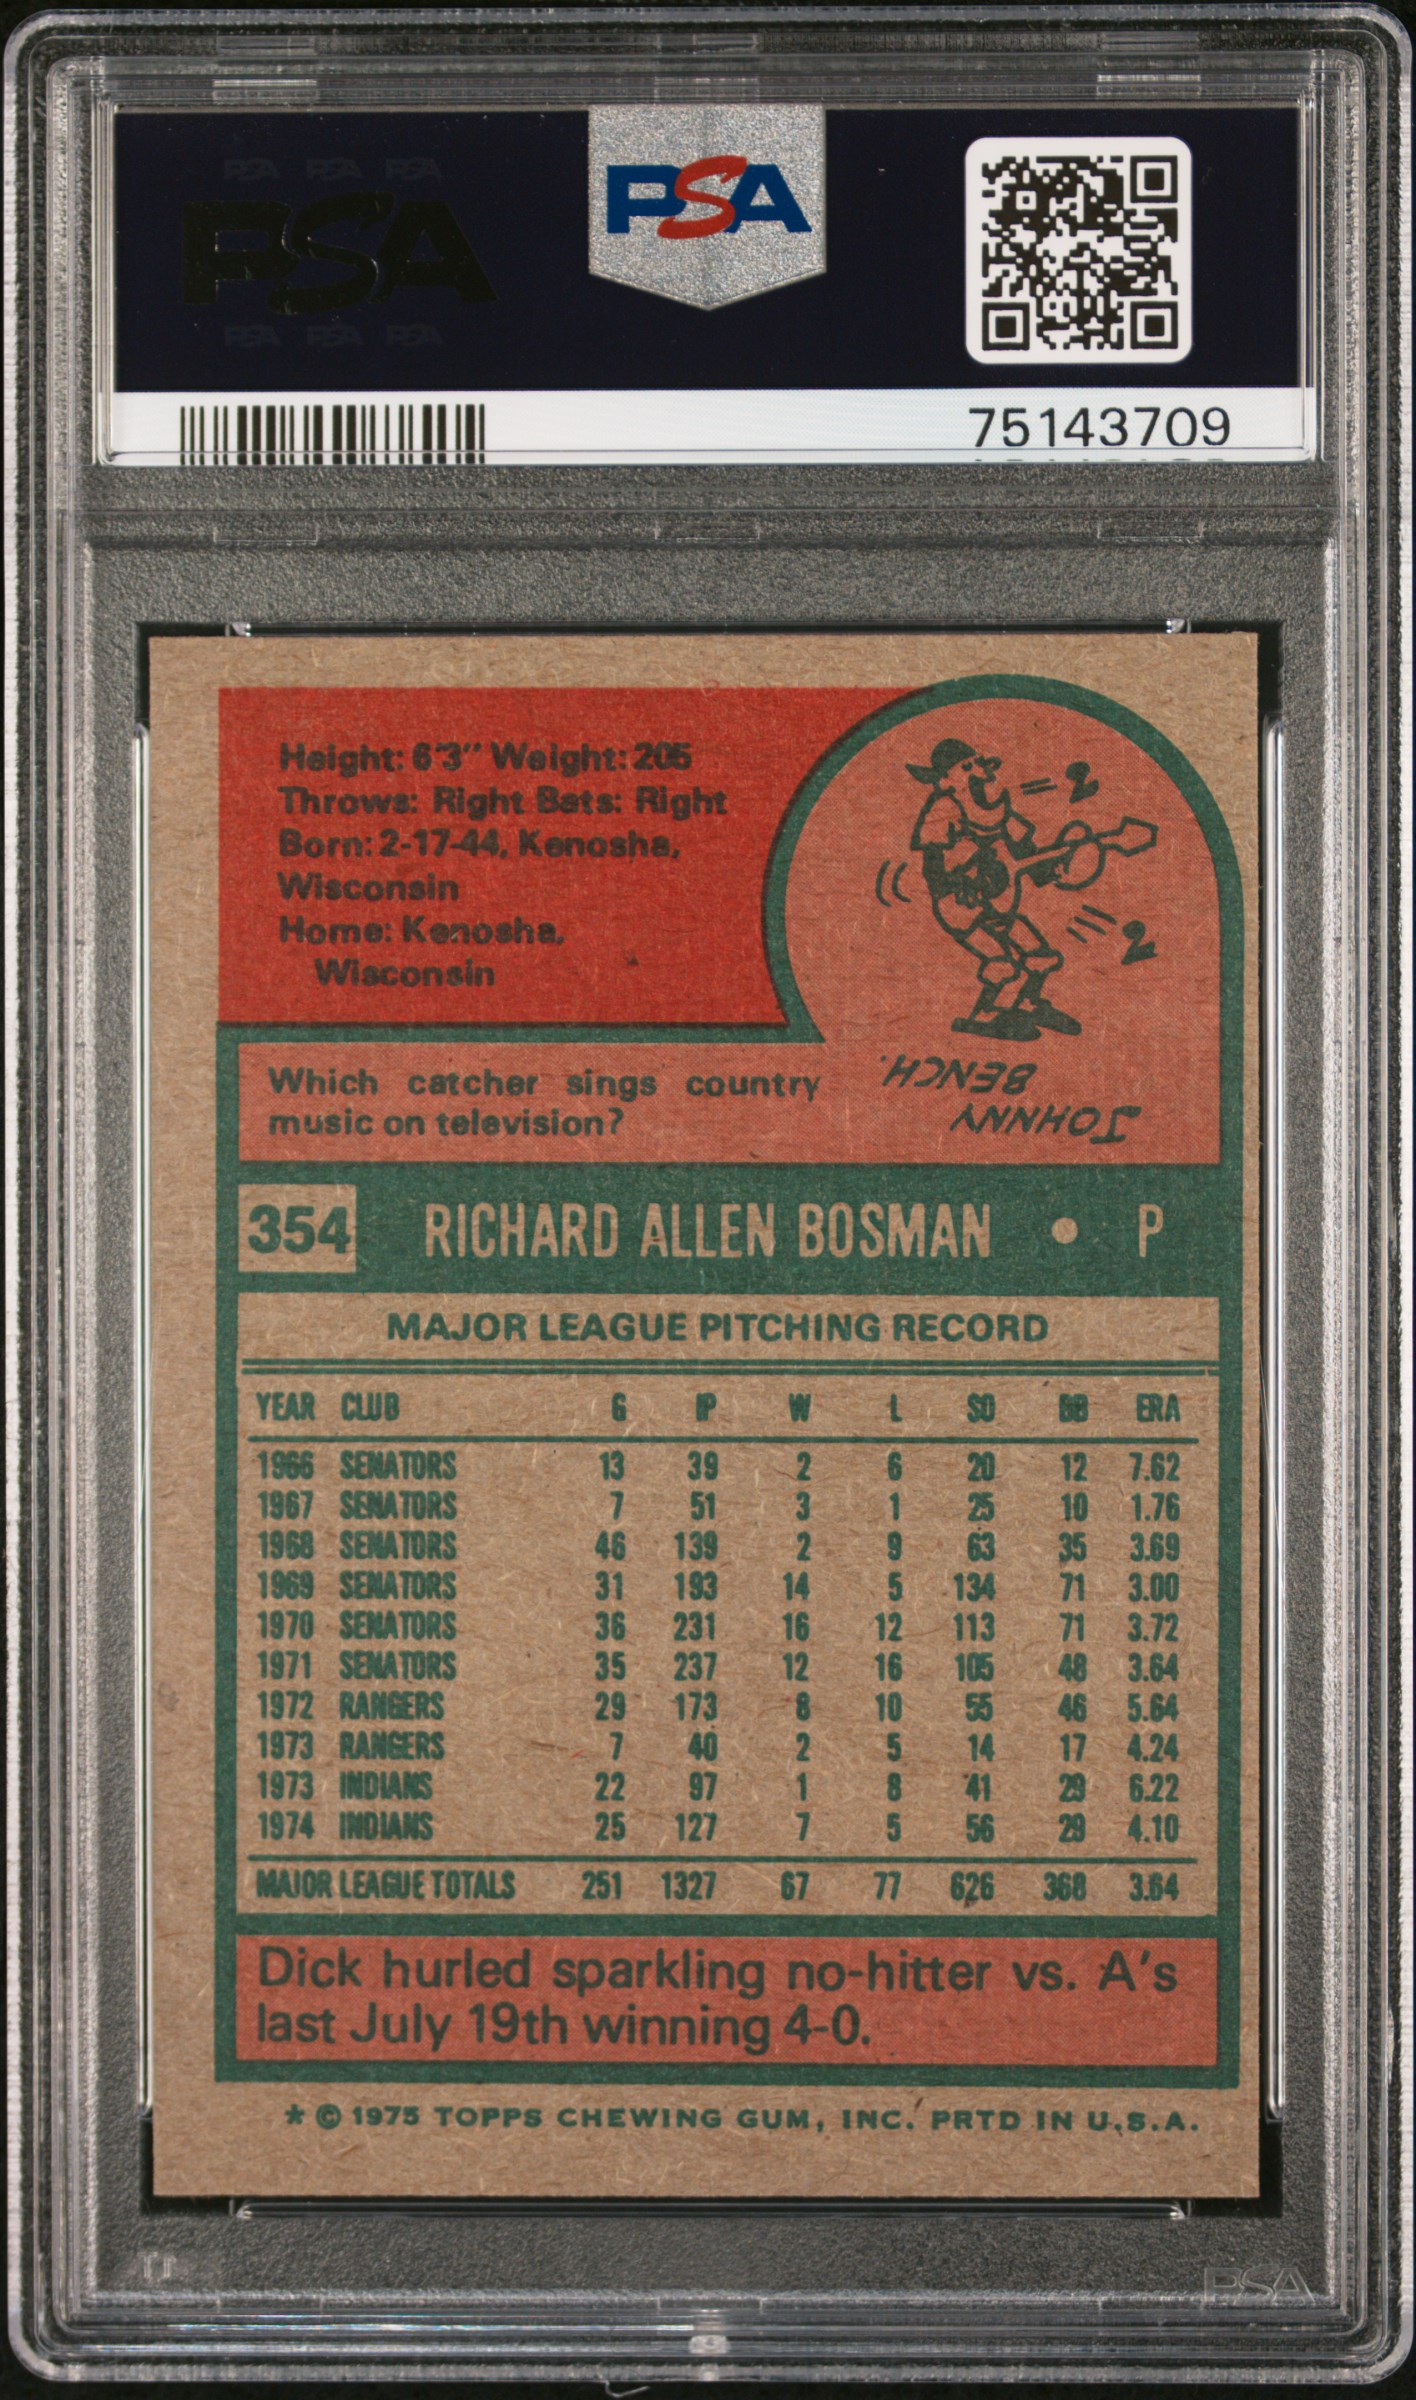 PSA PSA PSA
PSA
PSA PSA PSA
PSA
75143709
Height: 6'3" Weight: 205
Throws: Right Bats: Right
Born: 2-17-44, Kenosha,
Wisconsin
Home: Kenosha,
Wisconsin
Which catcher sings country
music on television?
JOHNNY
BENCH.
354 RICHARD ALLEN BOSMAN • P
MAJOR LEAGUE PITCHING RECORD
YEAR CLUB G IP W L SO BB ERA
1966 SENATORS 13 39 2 6 20 12 7.62
1967 SENATORS 7 51 3 1 25 10 1.76
1968 SENATORS 46 139 2 9 63 35 3.69
1969 SENATORS 31 193 14 5 134 71 3.00
1970 SENATORS 36 231 16 12 113 71 3.72
1971 SENATORS 35 237 12 16 105 48 3.64
1972 RANGERS 29 173 8 10 55 46 5.64
1973 RANGERS 7 40 2 5 14 17 4.24
1973 INDIANS 22 97 1 8 41 29 6.22
1974 INDIANS 25 127 7 5 56 29 4.10
MAJOR LEAGUE TOTALS 251 1327 67 77 626 368 3.64
Dick hurled sparkling no-hitter vs. A's
last July 19th winning 4-0.
* © 1975 TOPPS CHEWING GUM, INC. PRTD IN U.S.A.
PSA